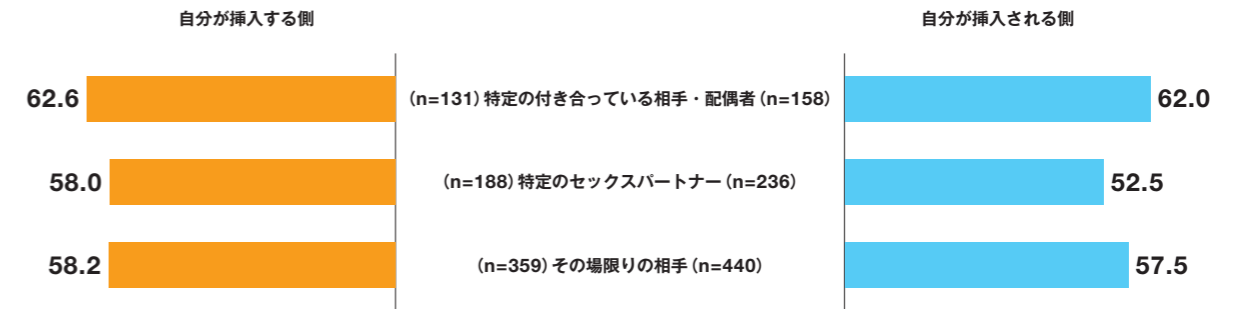 自分が挿入する側 自分が挿入される側
62.6 (n=131)特定の付き合っている相手・配偶者(n=158) 62.0
58.0 (n=188)特定のセックスパートナー(n=236) 52.5
58.2 (n=359)その場限りの相手(n=440) 57.5